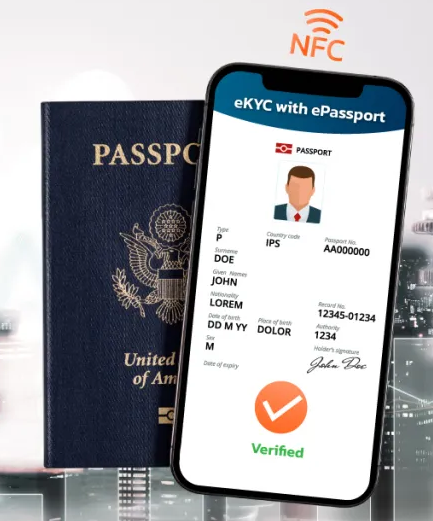 NFC
PASSPO
United
of Am
eKYC with ePassport
PASSPORT
Type
P
Country code
IPS
Passport No.
AA000000
Surname
DOE
Given Names
JOHN
Nationality
LOREM
Record No.
12345-01234
Date of birth
DD M YY
Place of birth
DOLOR
Authority
1234
Sex
M
Holder's signature
John Doe
Date of expiry
Verified